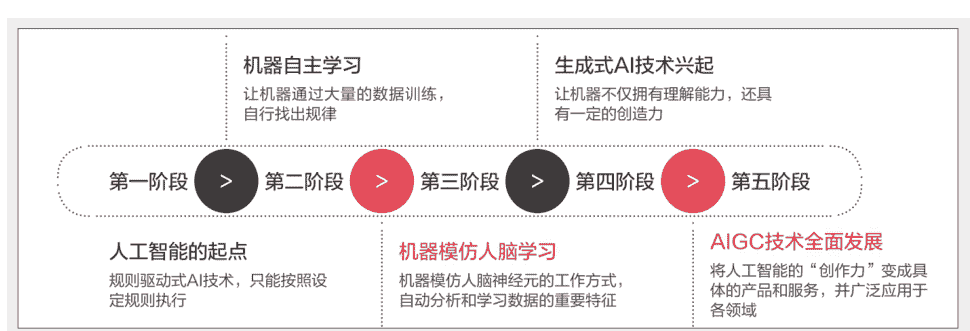 机器自主学习
让机器通过大量的数据训练，
自行找出规律
生成式AI技术兴起
让机器不仅拥有理解能力，还具
有一定的创造力
第一阶段 > 第二阶段 > 第三阶段 > 第四阶段 > 第五阶段
人工智能的起点
规则驱动式AI技术，只能按照设
定规则执行
机器模仿人脑学习
机器模仿人脑神经元的工作方式，
自动分析和学习数据的重要特征
AIGC技术全面发展
将人工智能的“创作力”变成具
体的产品和服务，并广泛应用于
各领域